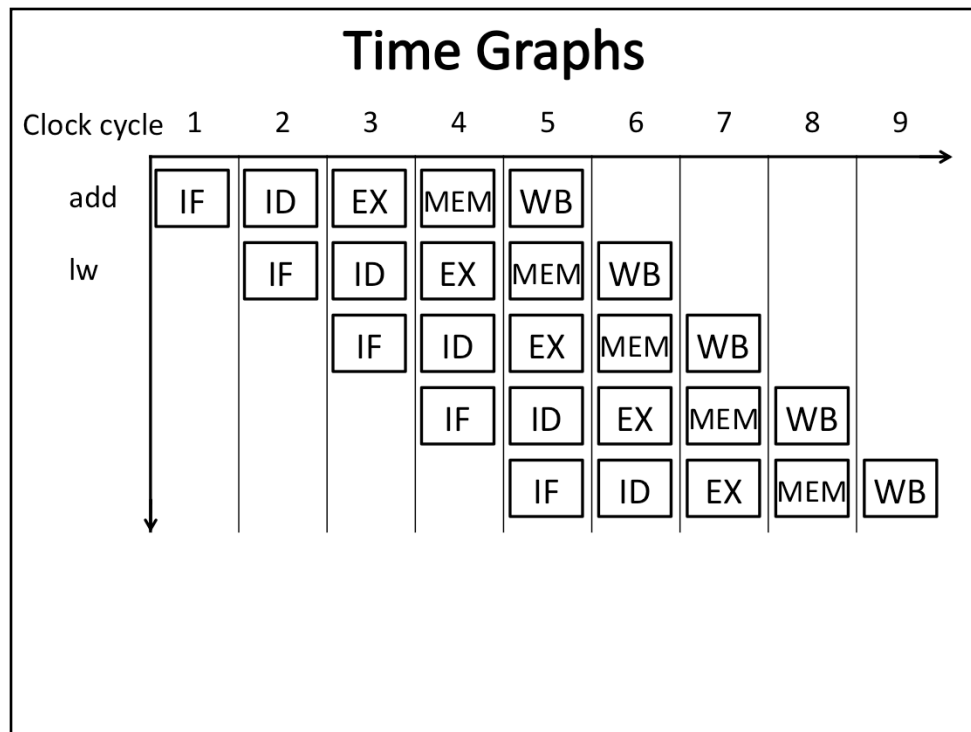 Time Graphs
Clock cycle 1 2 3 4 5 6 7 8 9
add IF ID EX MEM WB
lw IF ID EX MEM WB
IF ID EX MEM WB
IF ID EX MEM WB
IF ID EX MEM WB